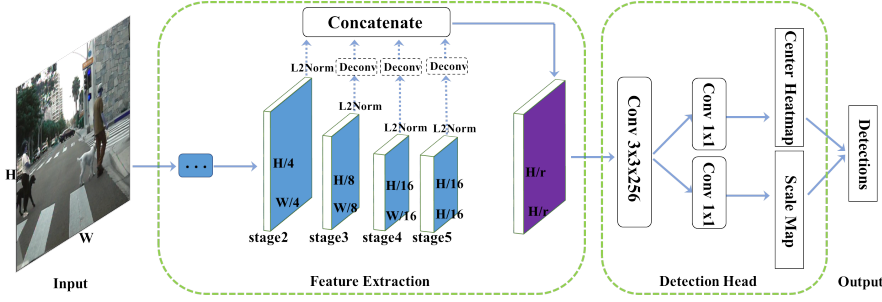 Concatenate
L2Norm
Deconv
Deconv
Deconv
L2Norm
L2Norm
L2Norm
H
W
...
H/4
W/4
stage2
H/8
W/8
stage3
H/16
W/16
stage4
H/16
H/16
stage5
H/r
H/r
Conv 3x3x256
Conv 1x1
Conv 1x1
Center Heatmap
Scale Map
Detections
Input
Feature Extraction
Detection Head
Output